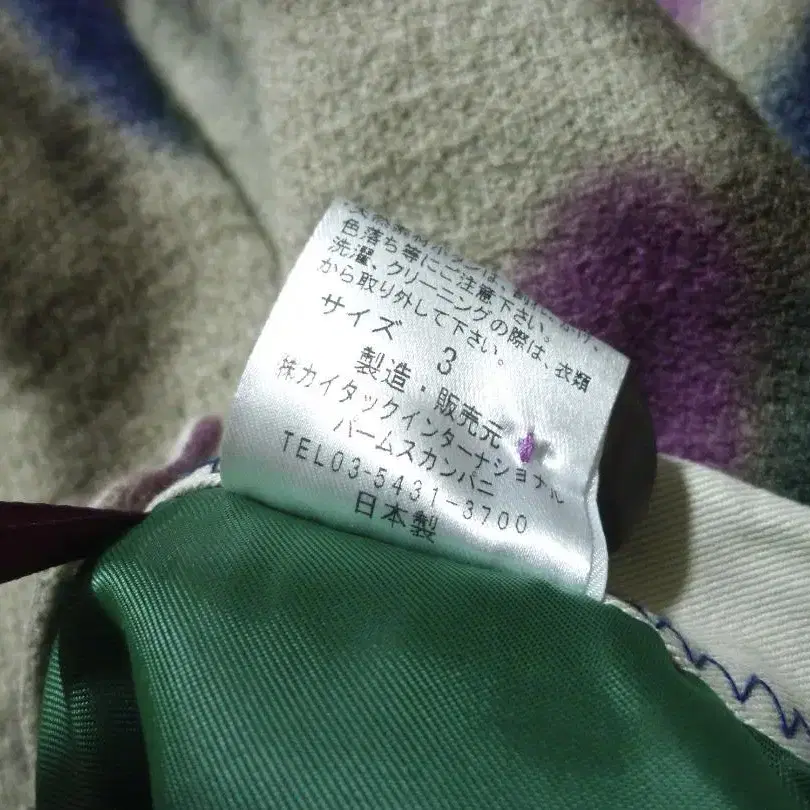 色落ち等にご注意下さい。
洗濯、クリーニングの際は、衣類
から取り外して下さい。
サイズ 3
製造・販売元
㈱カイタックインターナショナル
バームスカンパニ
TEL03-5431-3700
日本製